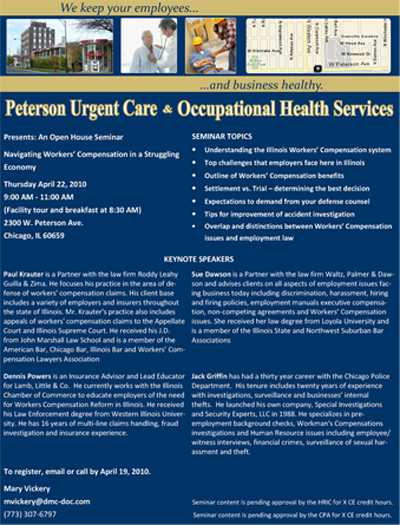 We keep your employees...
...and business healthy.
Peterson Urgent Care & Occupational Health Services
Presents: An Open House Seminar
Navigating Workers' Compensation in a Struggling
Economy
Thursday April 22, 2010
9:00 AM - 11:00 AM
(Facility tour and breakfast at 8:30 AM)
2300 W. Peterson Ave.
Chicago, IL 60659
SEMINAR TOPICS
• Understanding the Illinois Workers' Compensation system
• Top challenges that employers face here in Illinois
• Outline of Workers' Compensation benefits
• Settlement vs. Trial – determining the best decision
• Expectations to demand from your defense counsel
• Tips for improvement of accident investigation
• Overlap and distinctions between Workers' Compensation
issues and employment law
KEYNOTE SPEAKERS
Paul Krauter is a Partner with the law firm Roddy Leahy
Guilla & Zima. He focuses his practice in the area of de-
fense of workers' compensation claims. His client base
includes a variety of employers and insurers throughout
the state of Illinois. Mr. Krauter's practice also includes
appeals of workers' compensation claims to the Appellate
Court and Illinois Supreme Court. He received his J.D.
from John Marshall Law School and is a member of the
American Bar, Chicago Bar, Illinois Bar and Workers' Com-
pensation Lawyers Association
Sue Dawson is a Partner with the law firm Waltz, Palmer & Daw-
son and advises clients on all aspects of employment issues fac-
ing business today including discrimination, harassment, hiring
and firing policies, employment manuals executive compensa-
tion, non-competing agreements and Workers' Compensation
issues. She received her law degree from Loyola University and
is a member of the Illinois State and Northwest Suburban Bar
Associations
Dennis Powers is an Insurance Advisor and Lead Educator
for Lamb, Little & Co. He currently works with the Illinois
Chamber of Commerce to educate employers of the need
for Workers Compensation Reform in Illinois. He received
his Law Enforcement degree from Western Illinois Univer-
sity. He has 16 years of multi-line claims handling, fraud
investigation and insurance experience.
Jack Griffin has had a thirty year career with the Chicago Police
Department. His tenure includes twenty years of experience
with investigations, surveillance and businesses' internal
thefts. He launched his own company, Special Investigations
and Security Experts, LLC in 1988. He specializes in pre-
employment background checks, Workman's Compensations
investigations and Human Resource issues including employee/
witness interviews, financial crimes, surveillance of sexual har-
assment and theft.
To register, email or call by April 19, 2010.
Mary Vickery
mvickery@dmc-doc.com
(773) 307-6797
Seminar content is pending approval by the HRIC for X CE credit hours.
Seminar content is pending approval by the CPA for X CE credit hours.